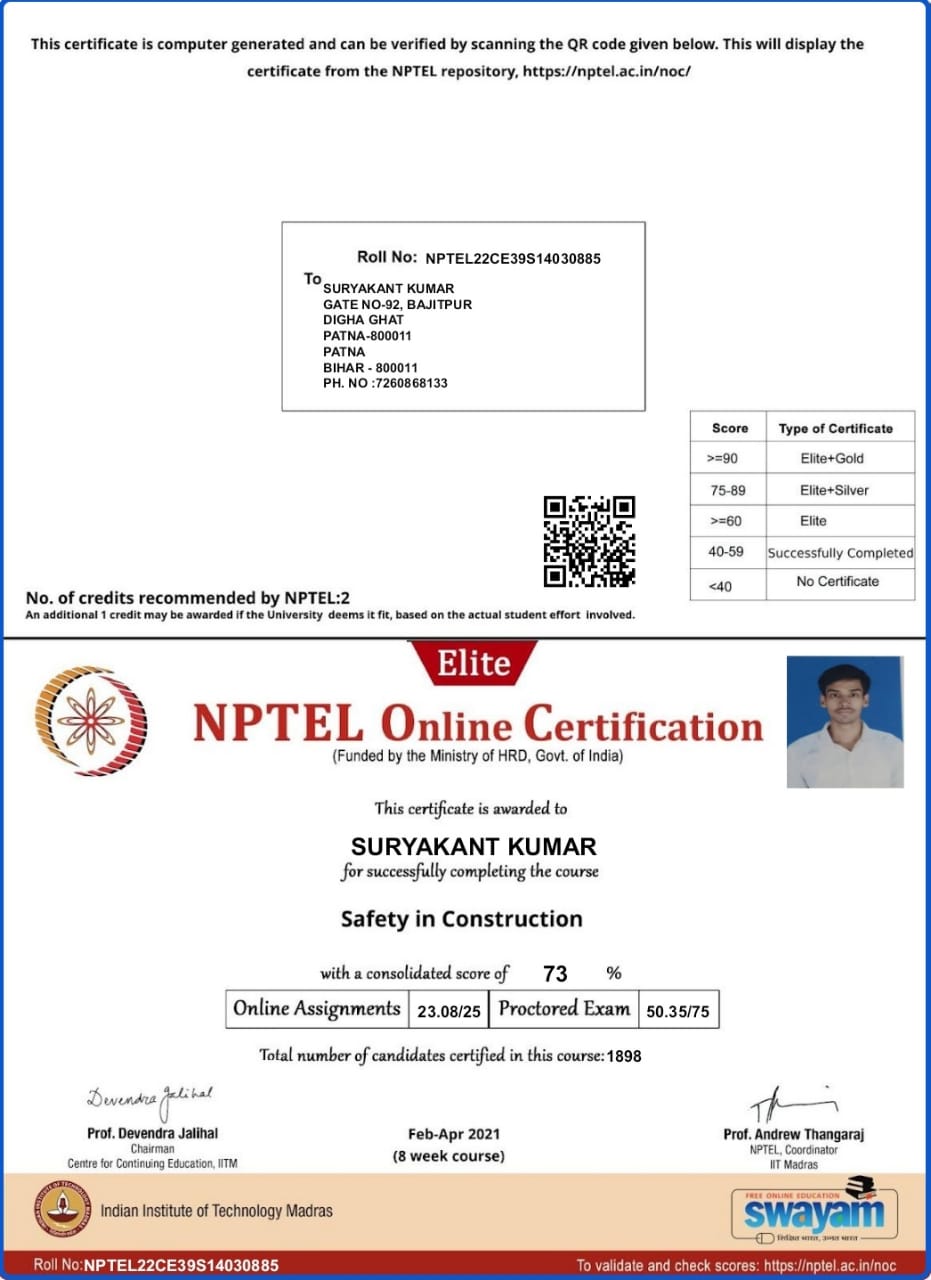 This certificate is computer generated and can be verified by scanning the QR code given below. This will display the
certificate from the NPTEL repository, https://nptel.ac.in/noc/
Roll No: NPTEL22CE39S14030885
To
SURYAKANT KUMAR
GATE NO-92, BAJITPUR
DIGHA GHAT
PATNA-800011
PATNA
BIHAR - 800011
PH. NO :7260868133
Score Type of Certificate
>=90 Elite+Gold
75-89 Elite+Silver
>=60 Elite
40-59 Successfully Completed
<40 No Certificate
No. of credits recommended by NPTEL:2
An additional 1 credit may be awarded if the University deems it fit, based on the actual student effort involved.
Elite
NPTEL Online Certification
(Funded by the Ministry of HRD, Govt. of India)
This certificate is awarded to
SURYAKANT KUMAR
for successfully completing the course
Safety in Construction
with a consolidated score of 73 %
Online Assignments 23.08/25 Proctored Exam 50.35/75
Total number of candidates certified in this course:1898
Devendra Jalihal
Prof. Devendra Jalihal
Chairman
Centre for Continuing Education, IITM
Feb-Apr 2021
(8 week course)
Prof. Andrew Thangaraj
NPTEL, Coordinator
IIT Madras
Indian Institute of Technology Madras
FREE ONLINE EDUCATION
swayam
शिक्षित भारत, उन्नत भारत
Roll No:NPTEL22CE39S14030885
To validate and check scores: https://nptel.ac.in/noc